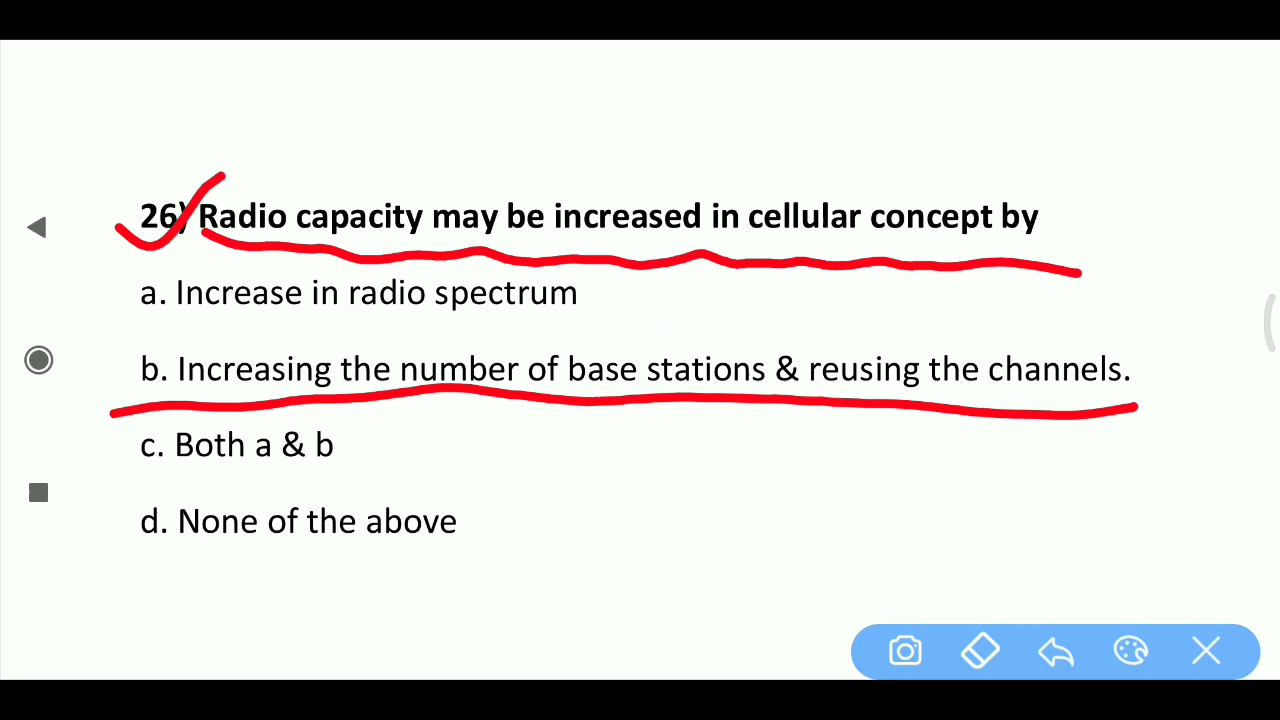 26) Radio capacity may be increased in cellular concept by
a. Increase in radio spectrum
b. Increasing the number of base stations & reusing the channels.
c. Both a & b
d. None of the above